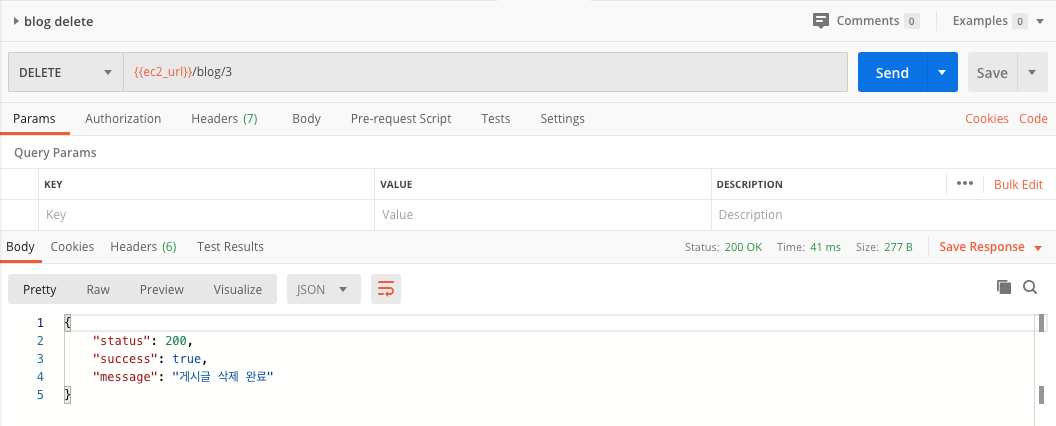 blog delete Comments 0 Examples 0
DELETE {{ec2_url}}/blog/3 Send Save
Params Authorization Headers (7) Body Pre-request Script Tests Settings Cookies Code
Query Params
KEY VALUE DESCRIPTION ••• Bulk Edit
Key Value Description
Body Cookies Headers (6) Test Results Status: 200 OK Time: 41 ms Size: 277 B Save Response
Pretty Raw Preview Visualize JSON
1 {
2 "status": 200,
3 "success": true,
4 "message": "게시글 삭제 완료"
5 }